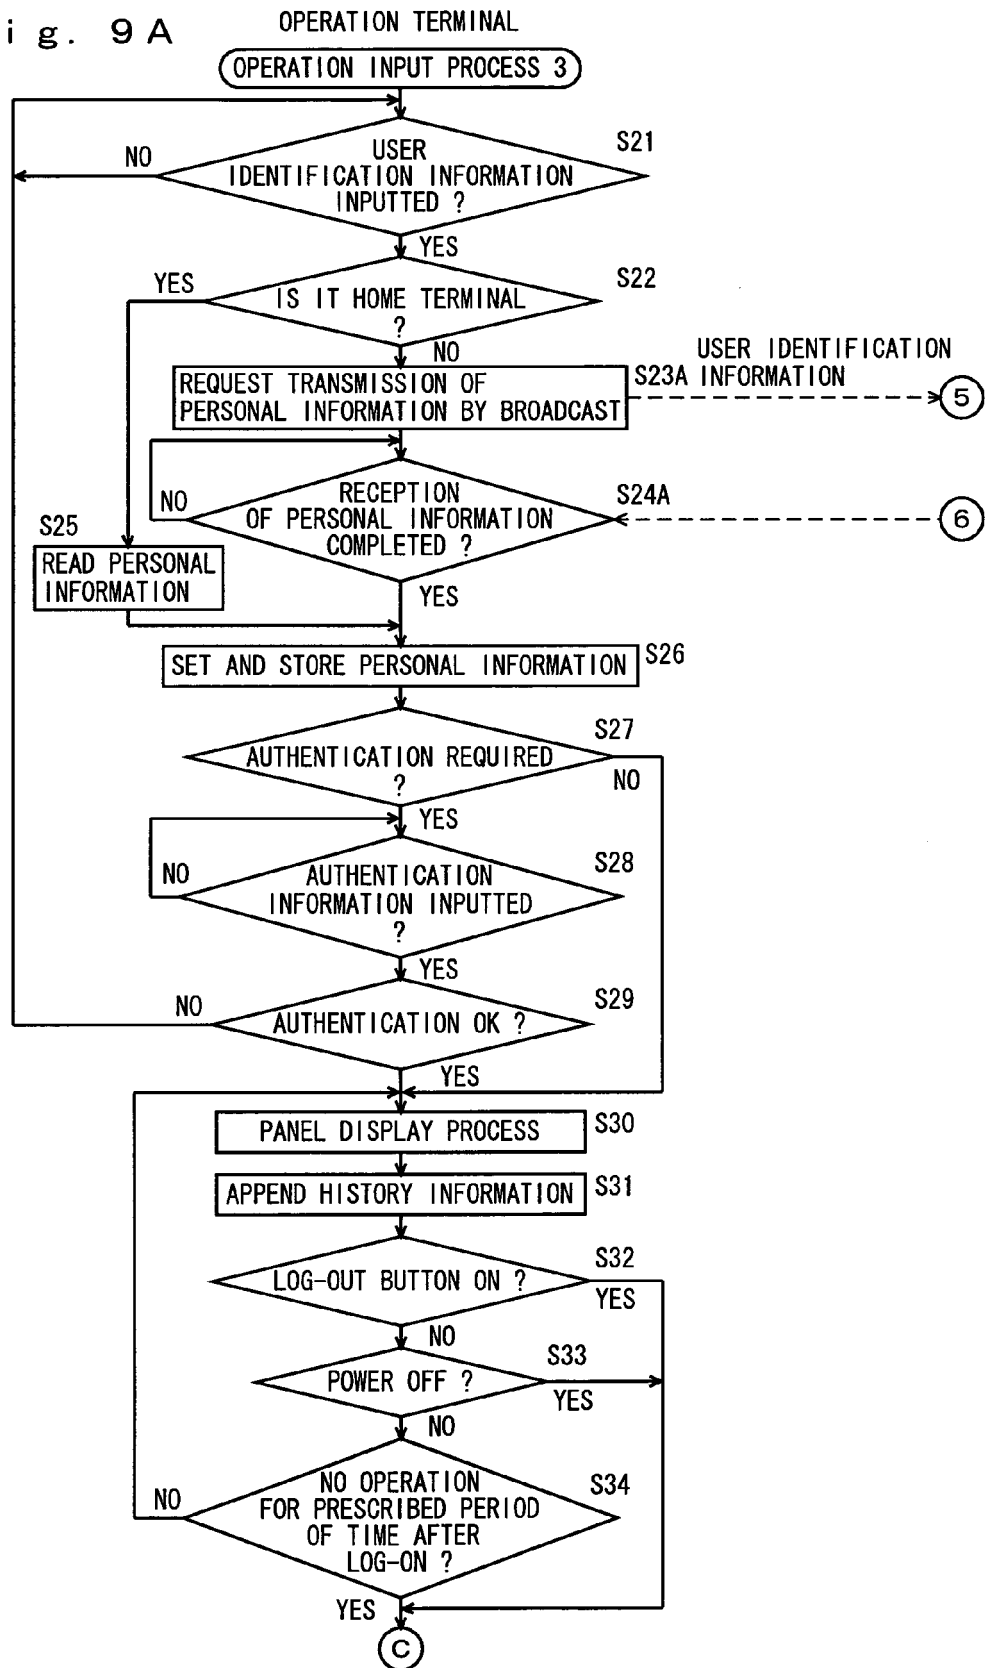 ig. 9A
OPERATION TERMINAL
OPERATION INPUT PROCESS 3
S21
NO
USER
IDENTIFICATION INFORMATION
INPUTTED ?
YES
S22
YES
IS IT HOME TERMINAL
?
NO
USER IDENTIFICATION
S23A INFORMATION
REQUEST TRANSMISSION OF
PERSONAL INFORMATION BY BROADCAST
5
S24A
NO
RECEPTION
OF PERSONAL INFORMATION
COMPLETED ?
6
S25
READ PERSONAL
INFORMATION
YES
SET AND STORE PERSONAL INFORMATION
S26
S27
AUTHENTICATION REQUIRED
?
NO
YES
S28
NO
AUTHENTICATION
INFORMATION INPUTTED
?
YES
S29
NO
AUTHENTICATION OK ?
YES
PANEL DISPLAY PROCESS
S30
APPEND HISTORY INFORMATION
S31
S32
LOG-OUT BUTTON ON ?
YES
NO
S33
POWER OFF ?
YES
NO
S34
NO
NO OPERATION
FOR PRESCRIBED PERIOD
OF TIME AFTER
LOG-ON ?
YES
C